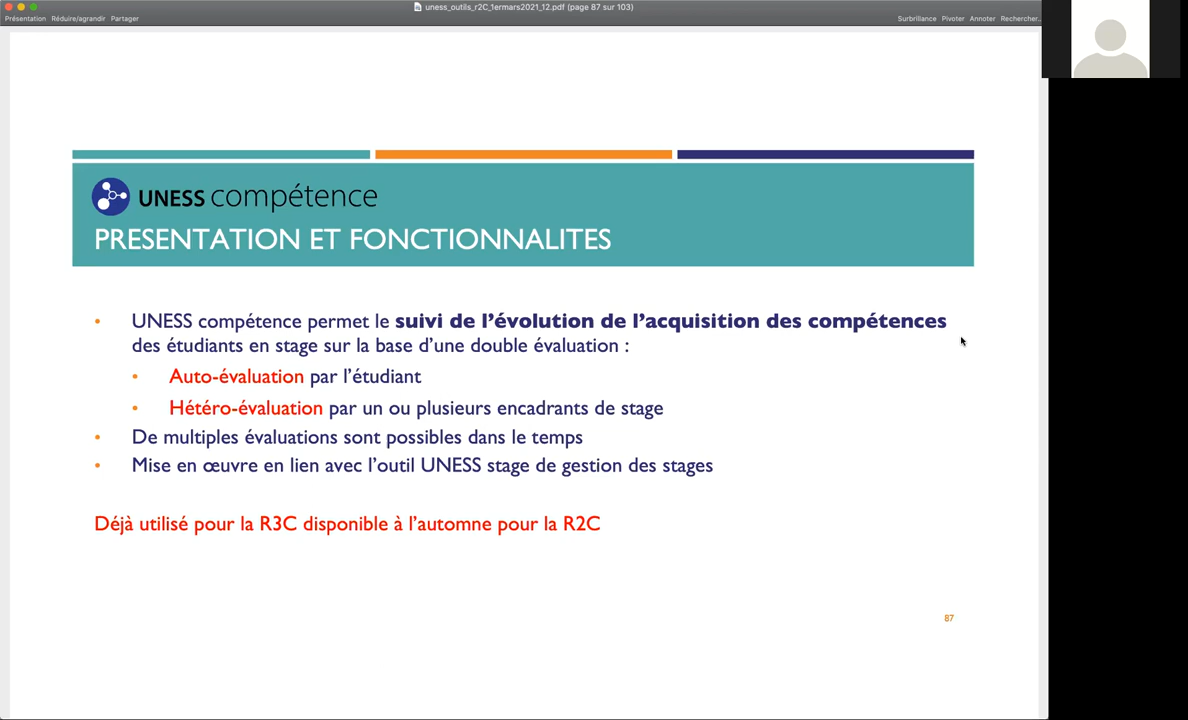 uness_outils_r2C_1ermars2021_12.pdf (page 87 sur 103)
Présentation Réduire/agrandir Partager
Surbrillance Pivoter Annoter Rechercher...
UNESS compétence
PRESENTATION ET FONCTIONNALITES
• UNESS compétence permet le suivi de l’évolution de l’acquisition des compétences
des étudiants en stage sur la base d’une double évaluation :
• Auto-évaluation par l’étudiant
• Hétéro-évaluation par un ou plusieurs encadrants de stage
• De multiples évaluations sont possibles dans le temps
• Mise en œuvre en lien avec l’outil UNESS stage de gestion des stages
Déjà utilisé pour la R3C disponible à l’automne pour la R2C
87